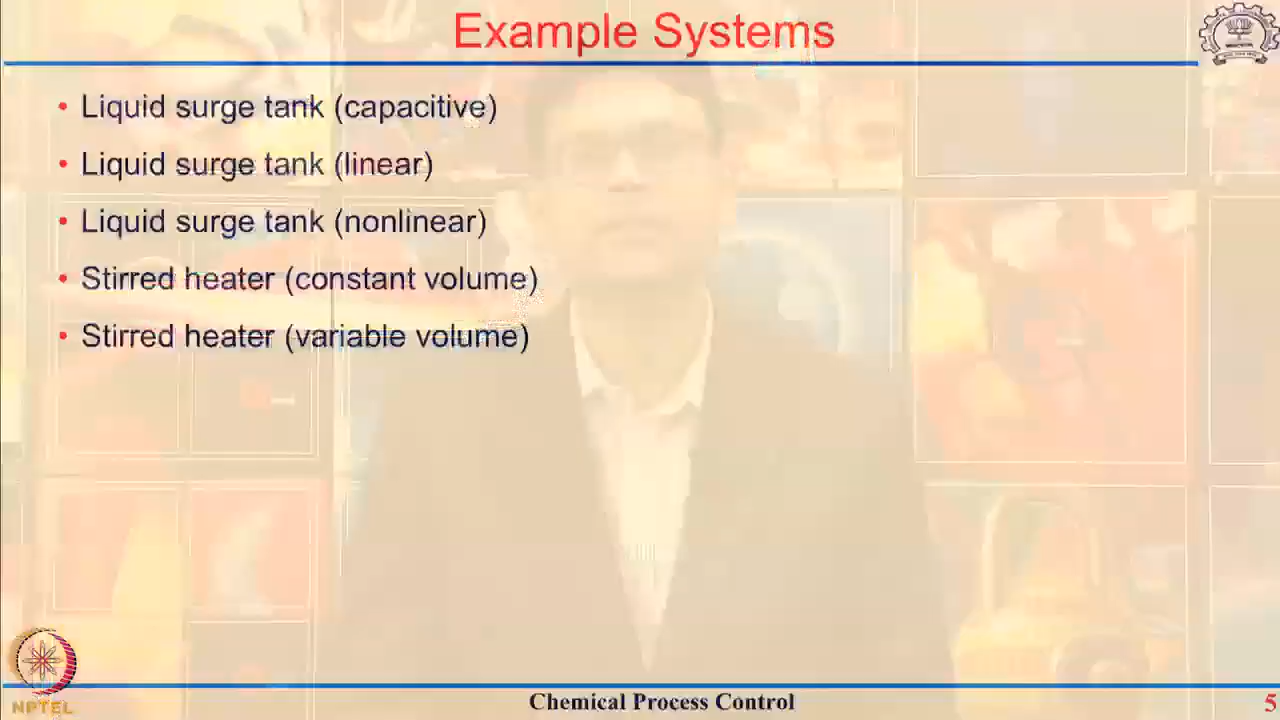 Example Systems
• Liquid surge tank (capacitive)
• Liquid surge tank (linear)
• Liquid surge tank (nonlinear)
• Stirred heater (constant volume)
• Stirred heater (variable volume)
NPTEL
Chemical Process Control
5